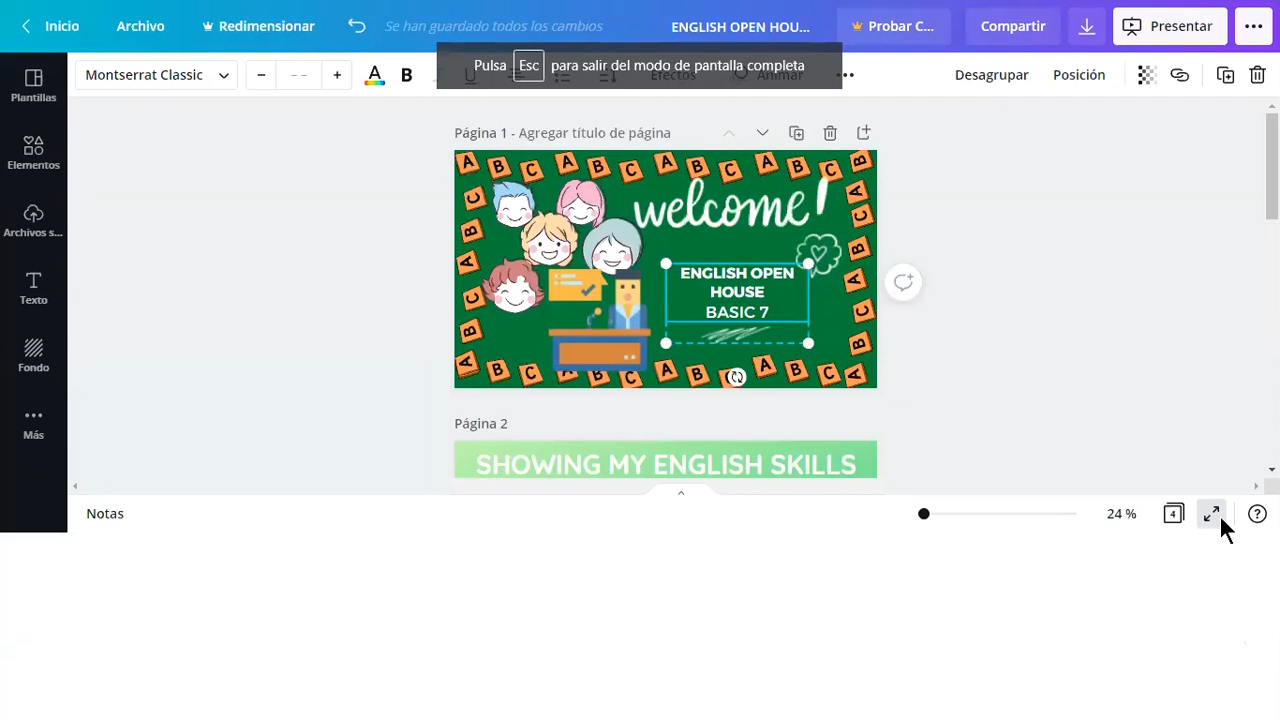 Inicio
Archivo
Redimensionar
Se han guardado todos los cambios
ENGLISH OPEN HOU...
Probar C...
Compartir
Presentar
Pulsa Esc para salir del modo de pantalla completa
Montserrat Classic
– -- +
A B U
Efectos
Animar
Desagrupar
Posición
Plantillas
Elementos
Archivos s...
Texto
Fondo
Más
Página 1 - Agregar título de página
A B C A B C A B C A B C B
welcome!
ENGLISH OPEN
HOUSE
BASIC 7
Página 2
SHOWING MY ENGLISH SKILLS
Notas
24 %
4
?